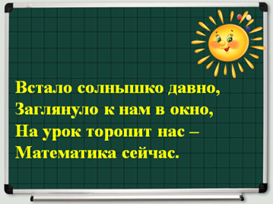 Встало солнышко давно,
Заглянуло к нам в окно,
На урок торопит нас –
Математика сейчас.